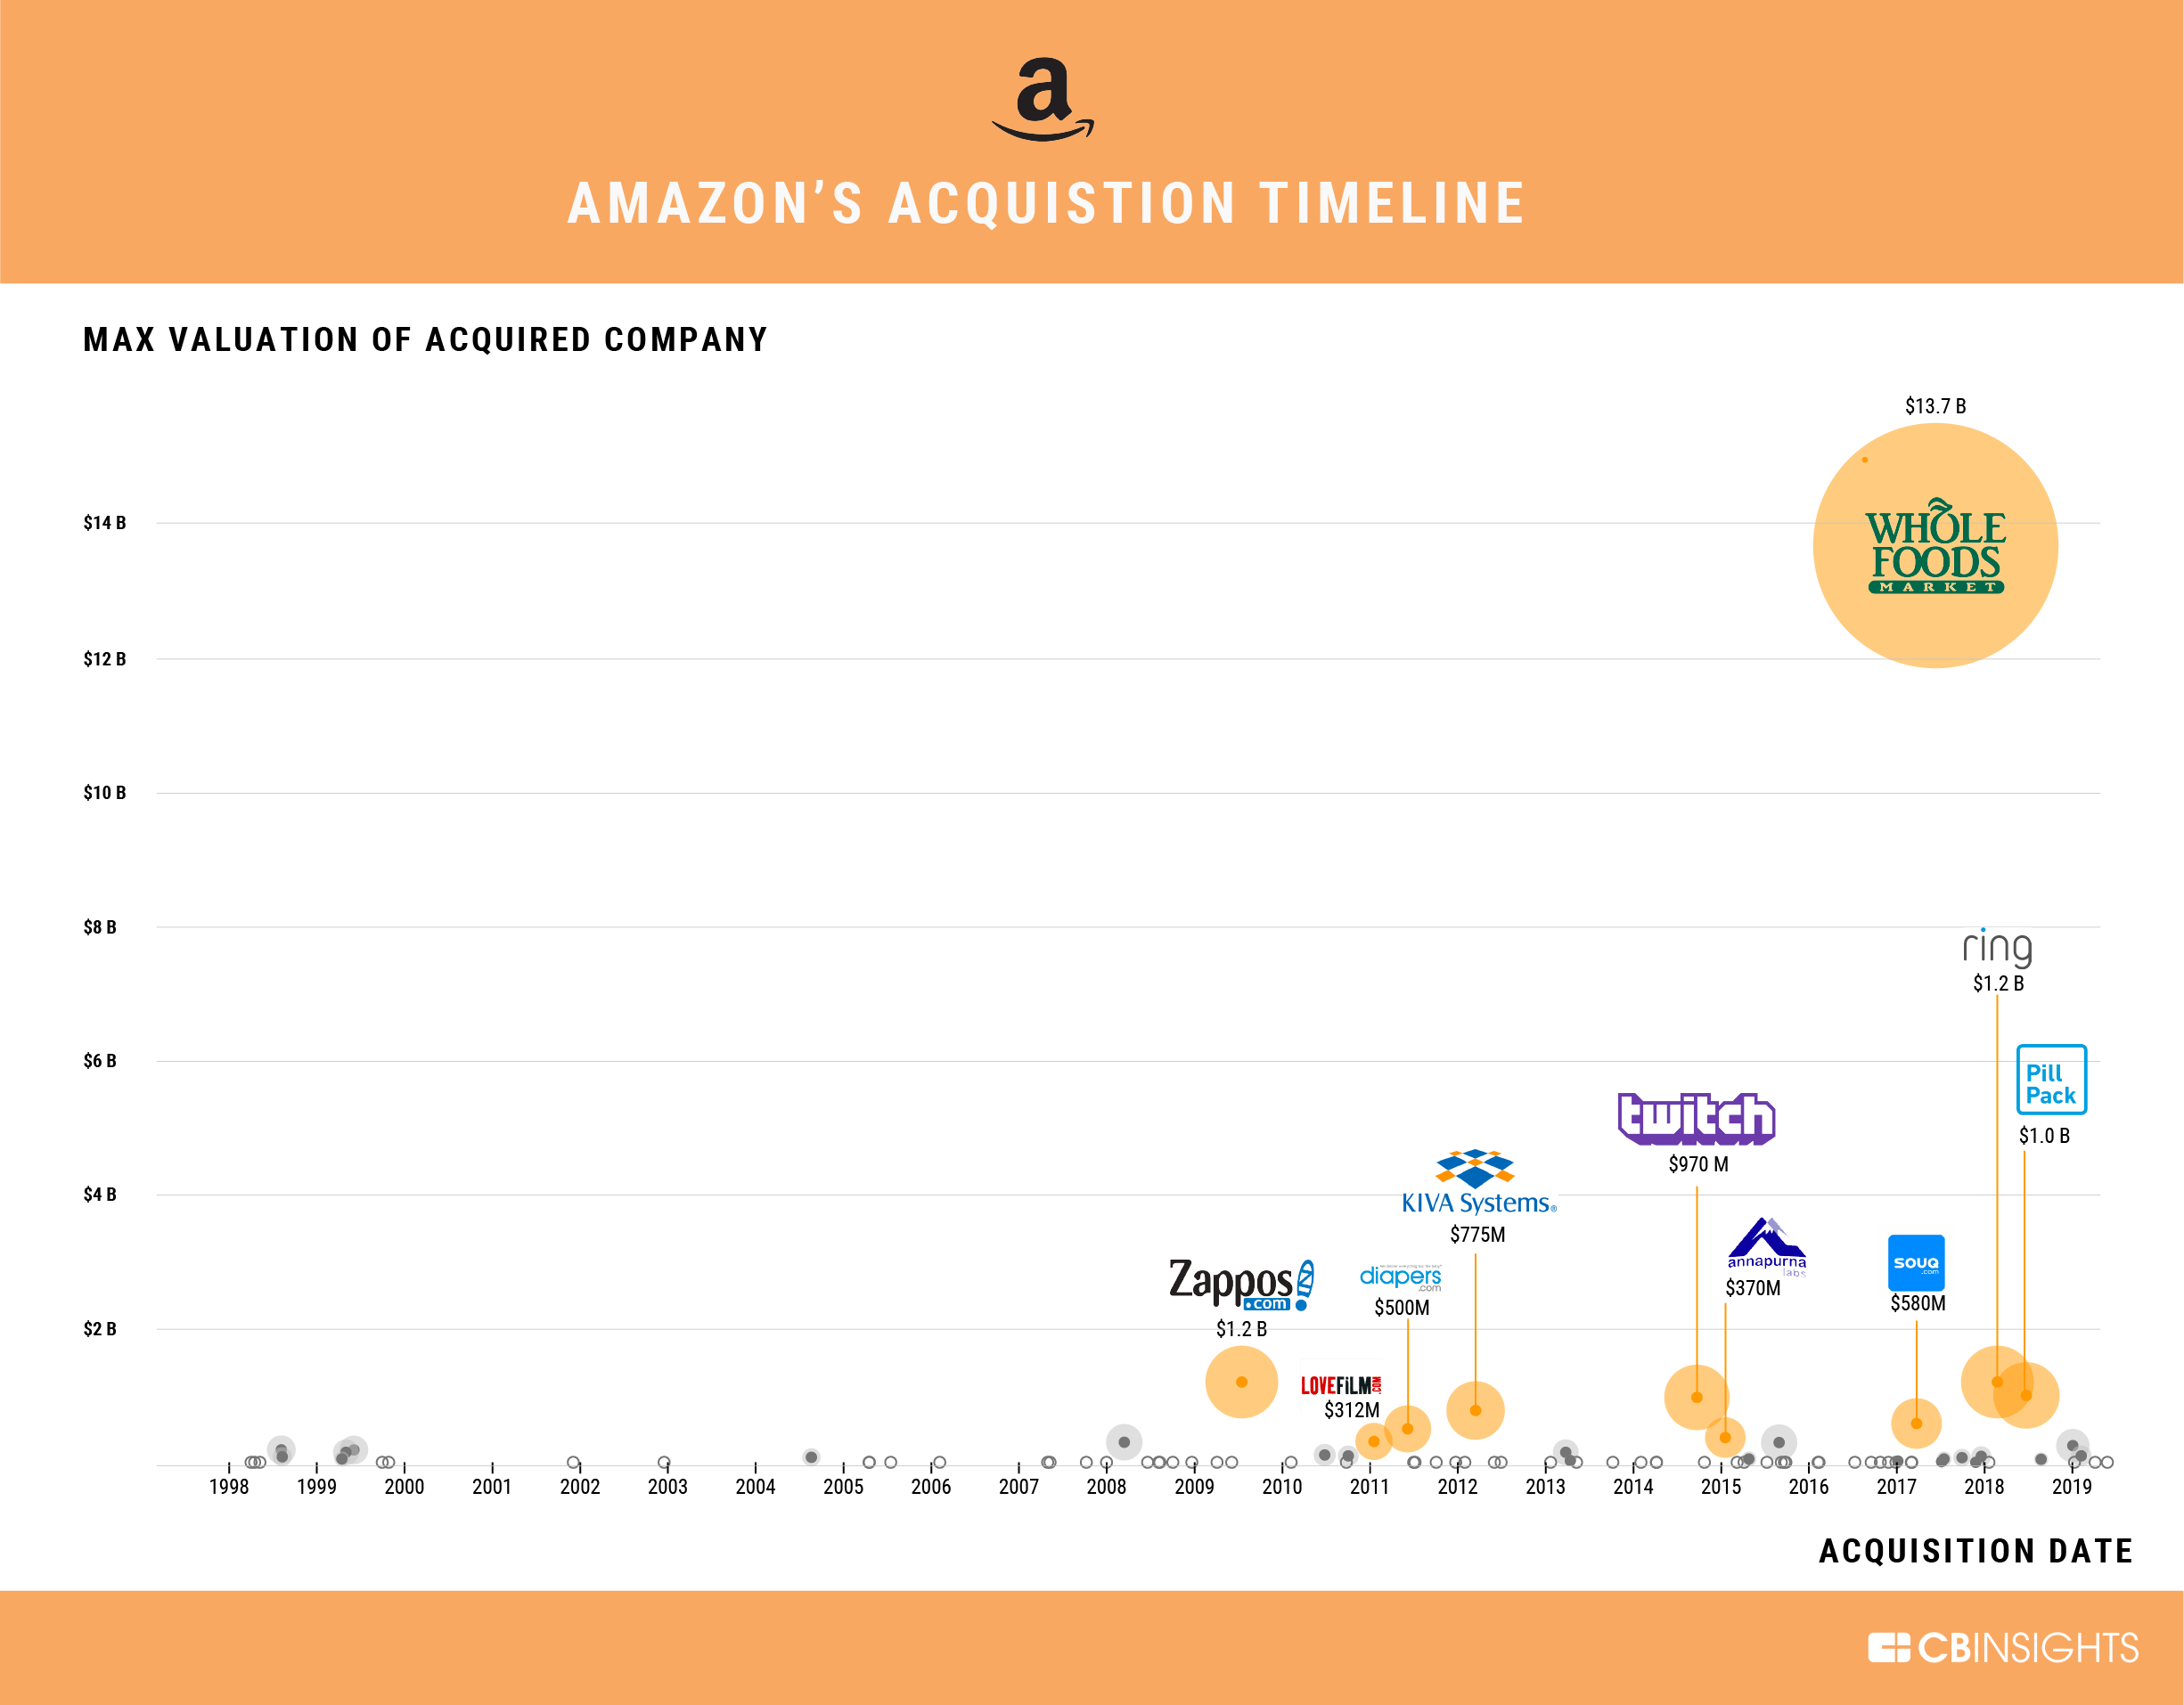 a
AMAZON’S ACQUISTION TIMELINE
MAX VALUATION OF ACQUIRED COMPANY
$13.7 B
$14 B
WHOLE
FOODS
MARKET
$12 B
$10 B
$8 B
ring
$1.2 B
$6 B
Pill
Pack
$1.0 B
twitch
$970 M
$4 B
KIVA Systems®
$775M
annapurna
labs
$370M
souq
.com
$580M
Zappos
.com
$1.2 B
diapers
.com
$500M
$2 B
LOVEFiLM.COM
$312M
1998 1999 2000 2001 2002 2003 2004 2005 2006 2007 2008 2009 2010 2011 2012 2013 2014 2015 2016 2017 2018 2019
ACQUISITION DATE
CBINSIGHTS